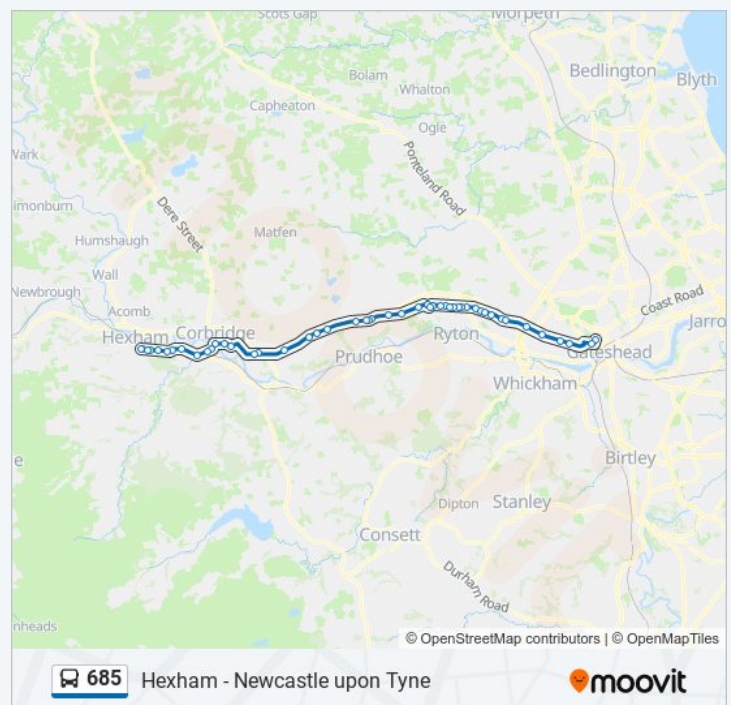 Scots Gap
Morpeth
Bedlington
Blyth
Bolam
Whalton
Capheaton
Ogle
Wark
Ponteland Road
imonburn
Dere Street
Matfen
Humshaugh
Wall
Newbrough
Acomb
Coast Road
Hexham
Corbridge
Ryton
Jarro
Prudhoe
Gateshead
Whickham
Birtley
e
Dipton
Stanley
Consett
Durham Road
nheads
© OpenStreetMap contributors | © OpenMapTiles
685 Hexham - Newcastle upon Tyne moovit